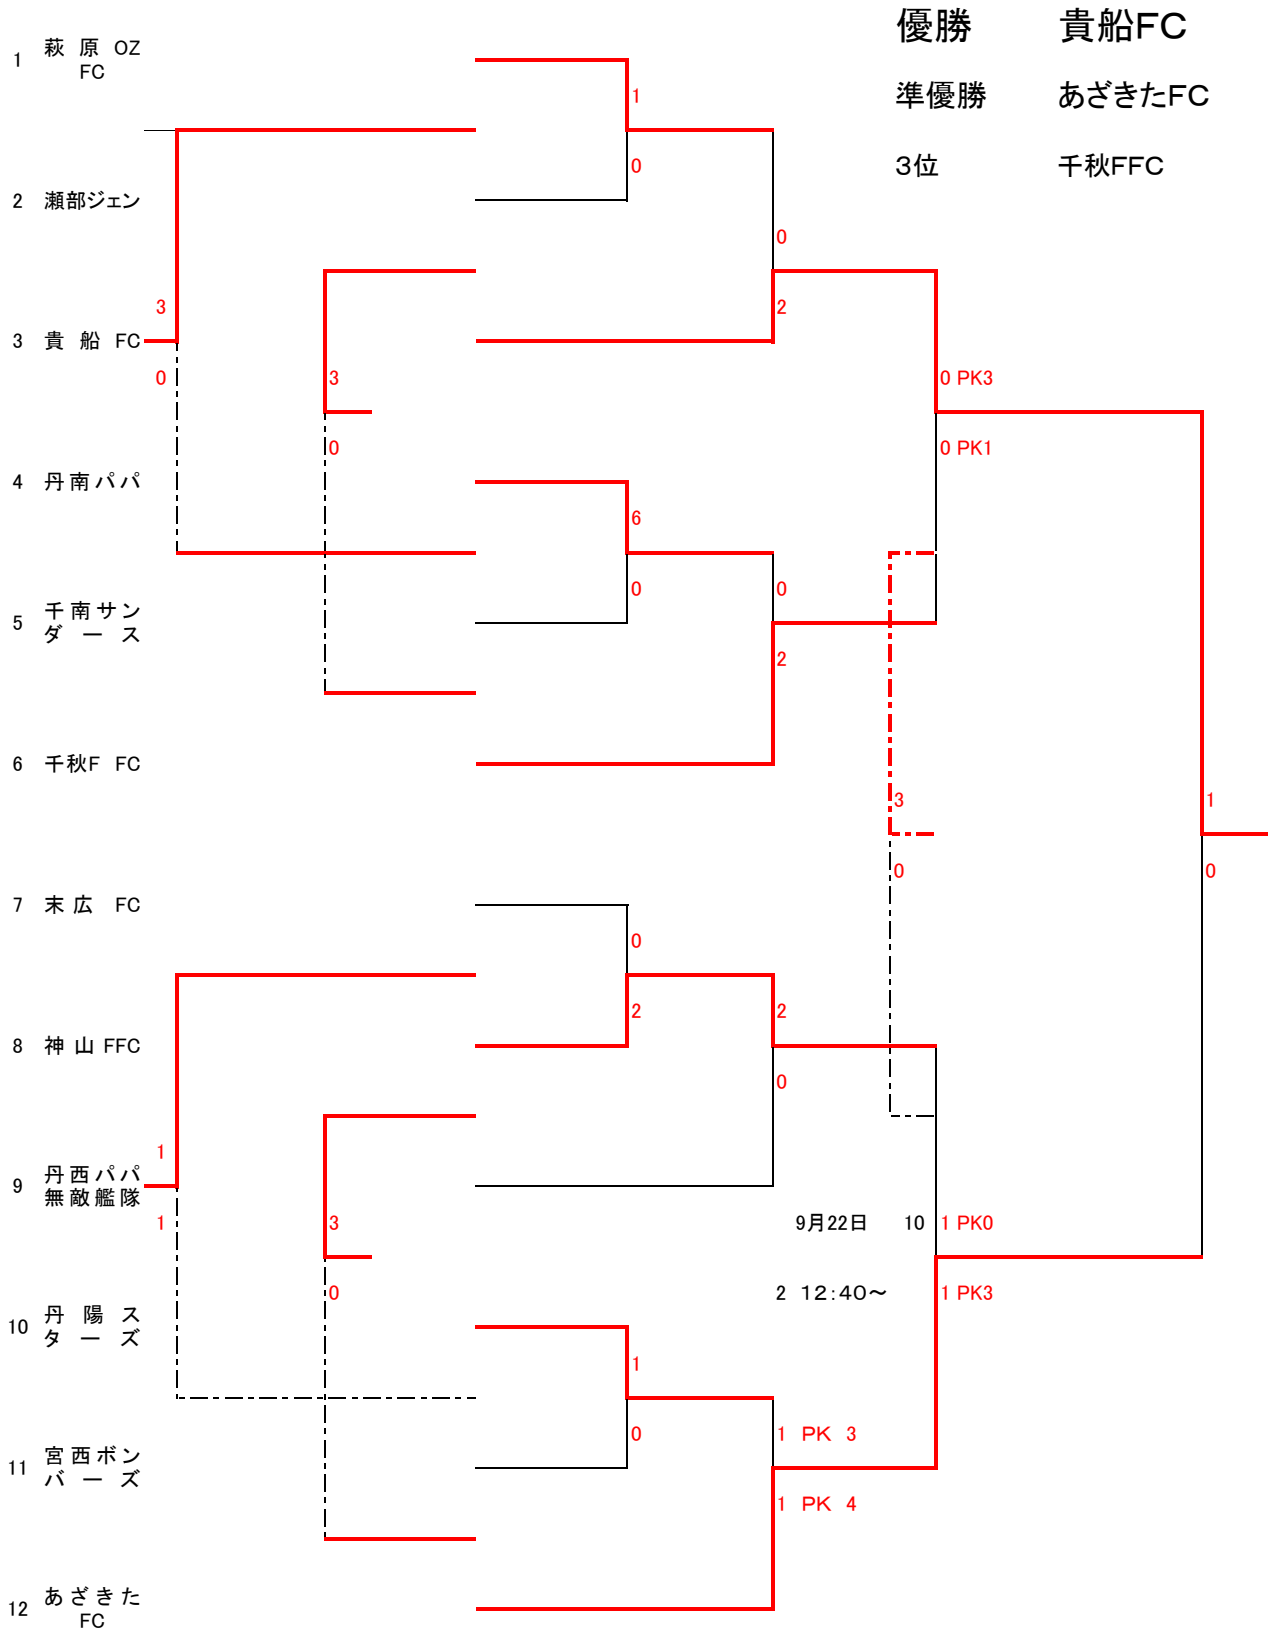 優勝 貴船FC
1 萩原 OZ
FC
準優勝 あざきたFC
1
0
3位 千秋FFC
2 瀬部ジェン
0
3
2
3 貴船 FC
0
3
0 PK3
0
0 PK1
4 丹南パパ
6
0
0
5 千南サン
ダース
2
6 千秋F FC
3
1
0
0
7 末広 FC
0
2
2
8 神山 FFC
0
1
9 丹西パパ
無敵艦隊
1
3
9月22日 10 1 PK0
0
2 12:40～ 1 PK3
10 丹陽ス
ターズ
1
0
1 PK 3
11 宮西ボン
バーズ
1 PK 4
12 あざきた
FC